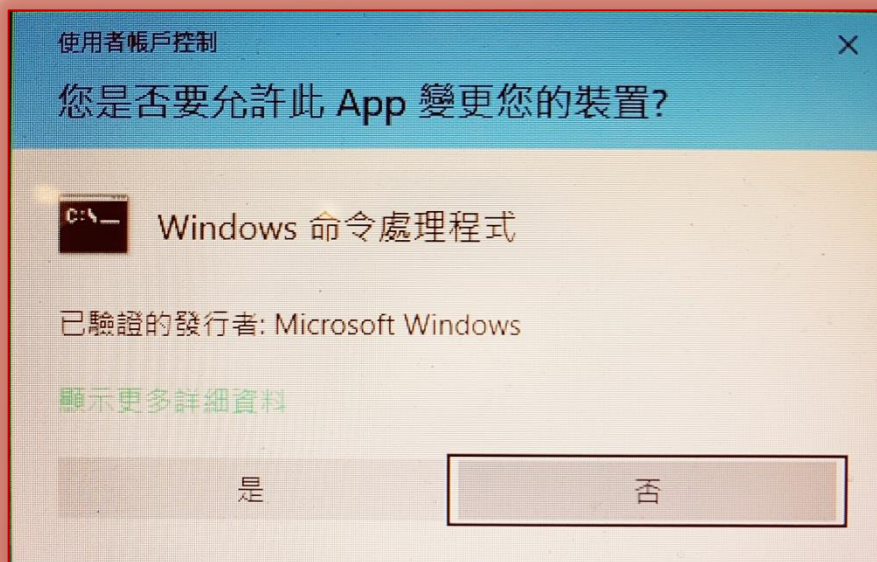 使用者帳戶控制
您是否要允許此 App 變更您的裝置?
C:\_
Windows 命令處理程式
已驗證的發行者: Microsoft Windows
顯示更多詳細資料
是
否